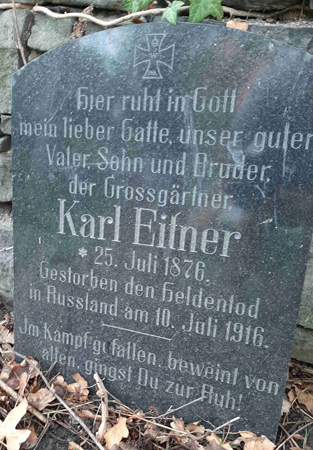 Hier ruht in Gott
mein lieber Gatte, unser guter
Vater, Sohn und Bruder,
der Grossgärtner
Karl Eitner
* 25. Juli 1876.
Gestorben den Heldentod
in Russland am 10. Juli 1916.
Im Kampf gefallen, beweint von
allen, gingst Du zur Ruh!